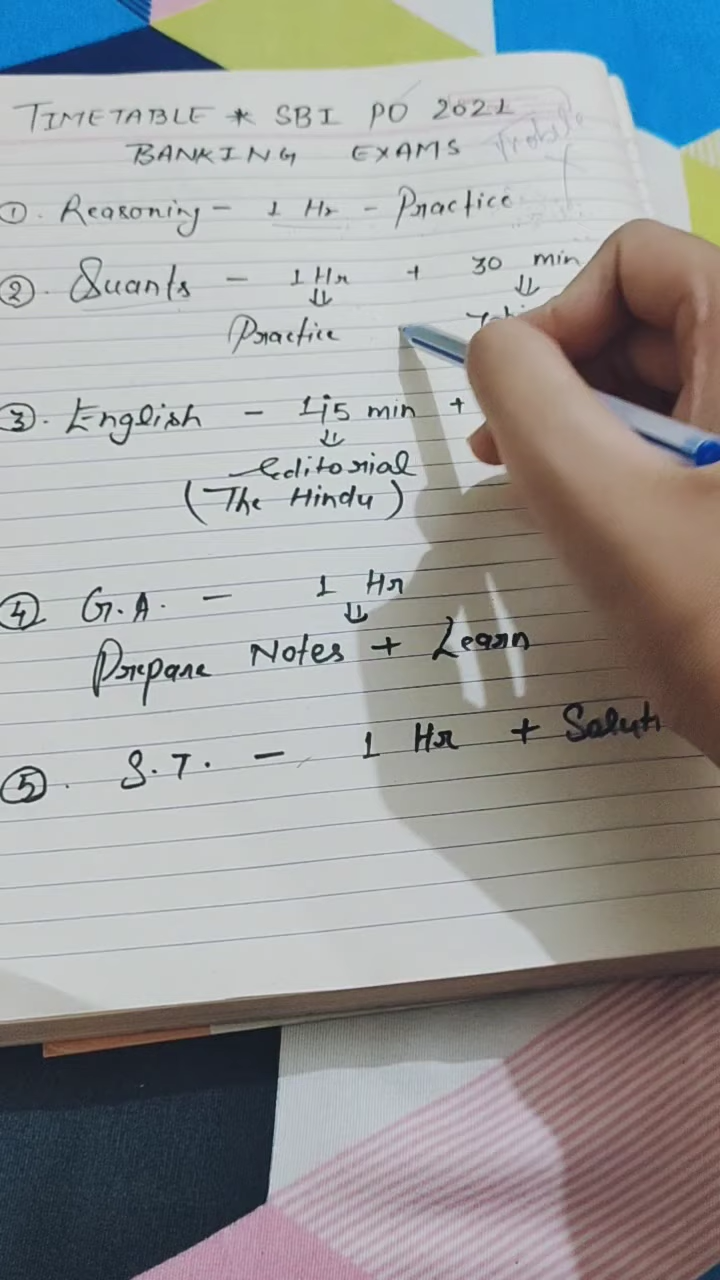 TIMETABLE * SBI PO 2021
BANKING EXAMS
①. Reasoning - 1 Hr - Practice
②. Quants - 1 Hr + 30 min
Practice
③. English - 15 min +
Editorial
(The Hindu)
④ G.A. - 1 Hr
Prepare Notes + Learn
⑤. S.T. - 1 Hr + Soluti